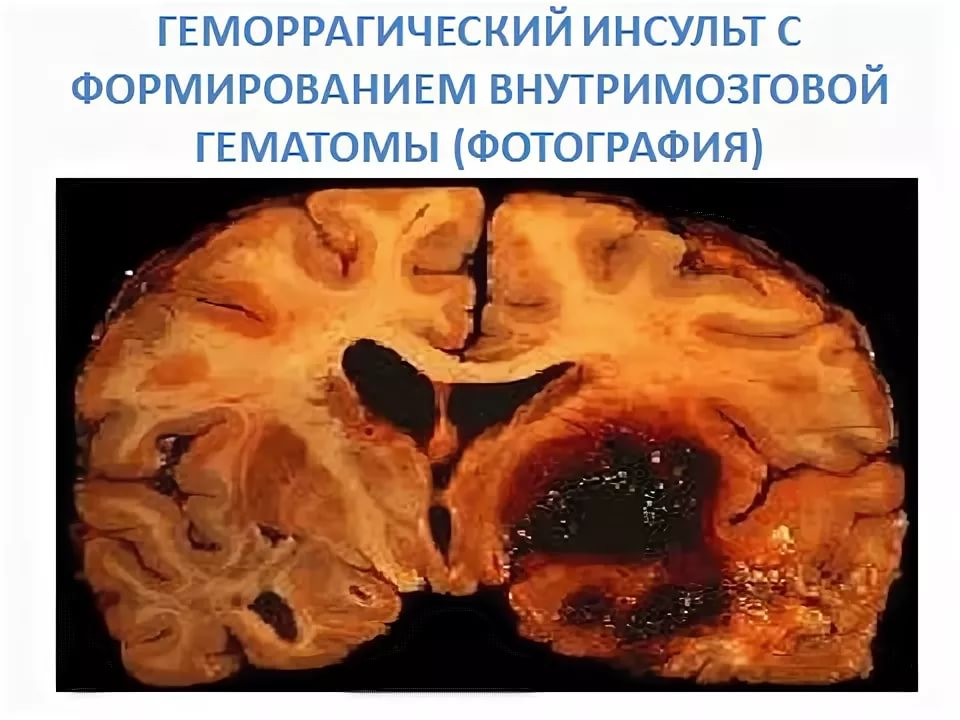 ГЕМОРРАГИЧЕСКИЙ ИНСУЛЬТ С
ФОРМИРОВАНИЕМ ВНУТРИМОЗГОВОЙ
ГЕМАТОМЫ (ФОТОГРАФИЯ)